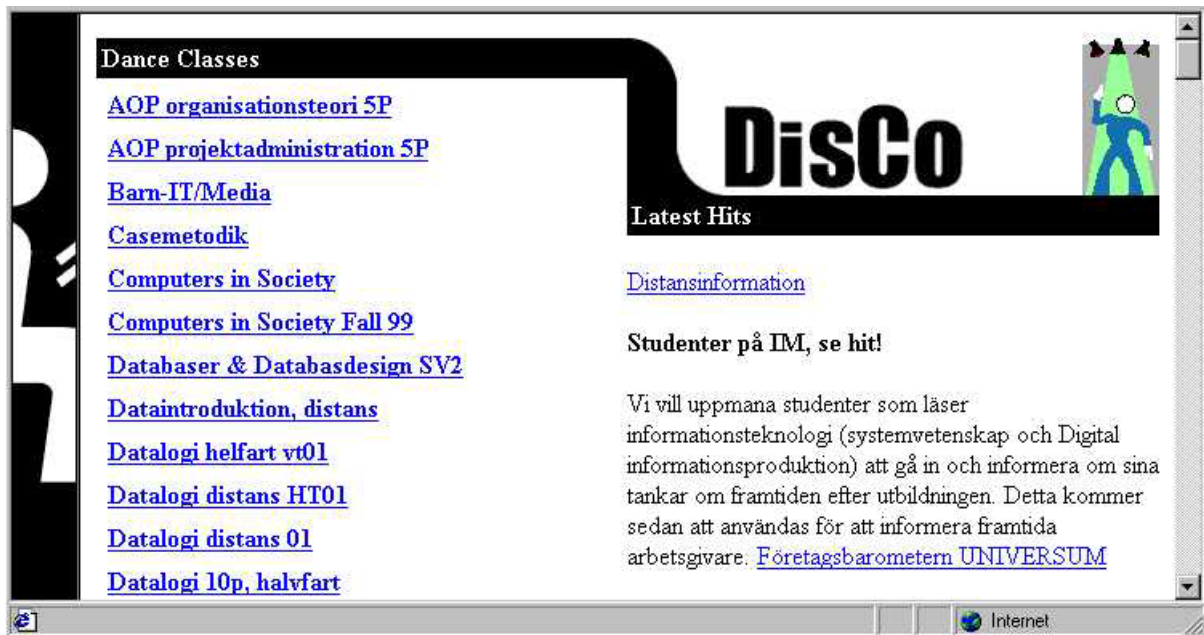 Dance Classes
AOP organisationsteori 5P
AOP projektadministration 5P
Barn-IT/Media
Casemetodik
Computers in Society
Computers in Society Fall 99
Databaser & Databasdesign SV2
Dataintroduktion, distans
Datalogi helfart vt01
Datalogi distans HT01
Datalogi distans 01
Datalogi 10p, halvfart
DisCo
Latest Hits
Distansinformation
Studenter på IM, se hit!
Vi vill uppmana studenter som läser
informationsteknologi (systemvetenskap och Digital
informationsproduktion) att gå in och informera om sina
tankar om framtiden efter utbildningen. Detta kommer
sedan att användas för att informera framtida
arbetsgivare. Företagsbarometern UNIVERSUM
Internet